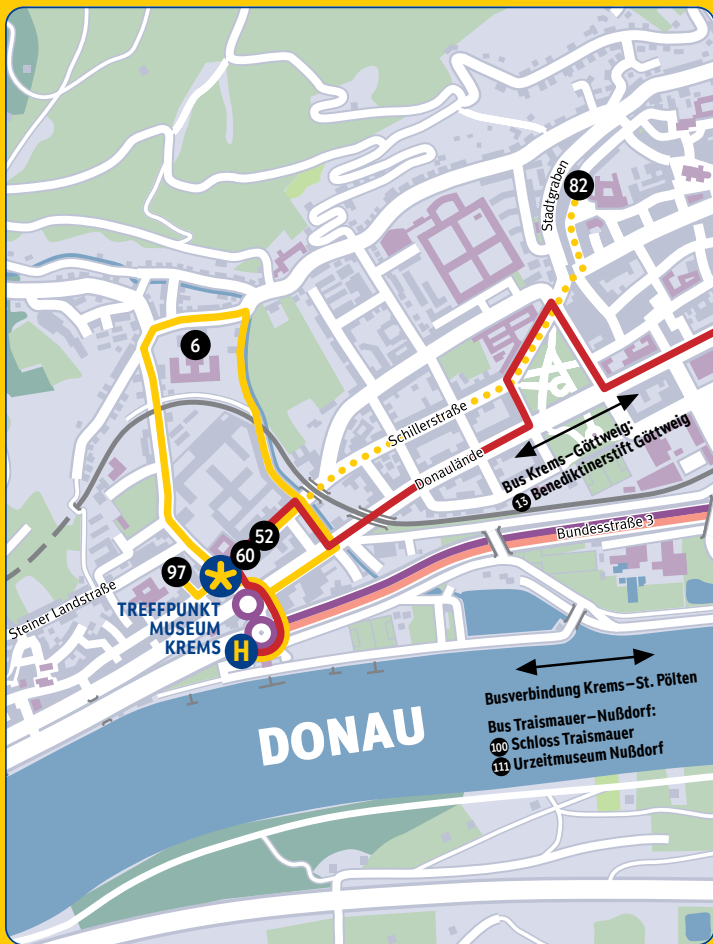 82
Stadtgraben
6
Schillerstraße
Donaulände
Bus Krems–Göttweig:
13 Benediktinerstift Göttweig
Bundesstraße 3
52
60
97
Steiner Landstraße
TREFFPUNKT
MUSEUM
KREMS
H
DONAU
Busverbindung Krems–St. Pölten
Bus Traismauer–Nußdorf:
100 Schloss Traismauer
111 Urzeitmuseum Nußdorf